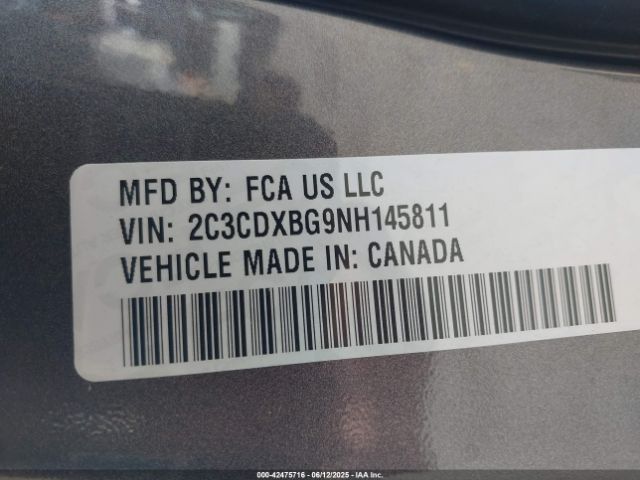 MFD BY: FCA US LLC
VIN: 2C3CDXBG9NH145811
VEHICLE MADE IN: CANADA
000-42475716 - 06/12/2025 - IAA Inc.